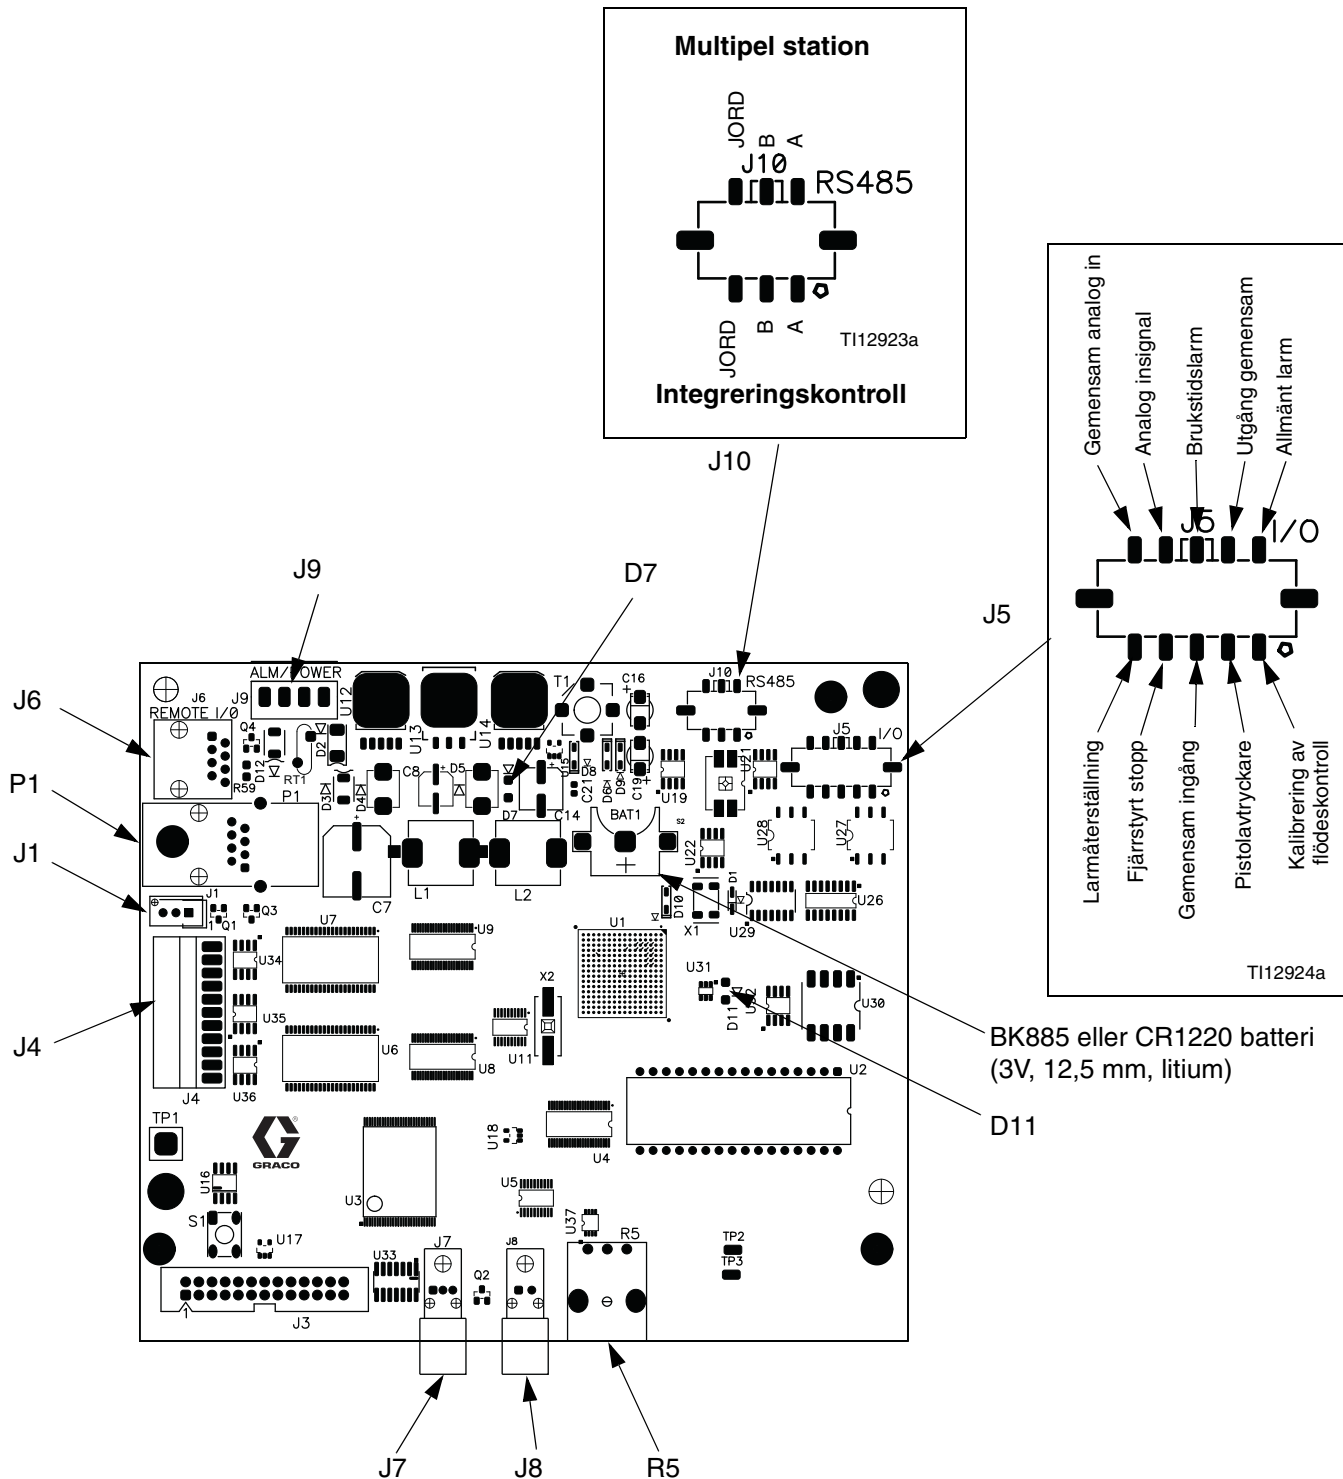 Multipel station
JORD
B
A
J10
RS485
JORD
B
A
TI12923a
Integreringskontroll
J10
Gemensam analog in
Analog insignal
Brukstidslarm
Utgång gemensam
Allmänt larm
J5
I/O
Larmåterställning
Fjärrstyrt stopp
Gemensam ingång
Pistolavtryckare
Kalibrering av
flödeskontroll
TI12924a
J9
D7
J5
J6
P1
J1
J4
ALM/POWER
J9
J6
REMOTE I/O
Q4
D12
R59
RT1
D2
U12
U13
U14
T1
C16
J10
RS485
J5
I/O
P1
D3
D4
C8
D5
D7
C14
U15
D8
C21
D6
D9
C19
U19
U21
BAT1
S2
U22
U28
U27
C7
L1
L2
J1
1
Q1
Q3
U7
U9
U1
D10
X1
D1
U29
U26
U34
U35
U36
J4
U6
U8
U11
X2
U31
D11
U32
U30
U2
TP1
GRACO
U16
S1
U17
U3
U18
U4
U5
U37
R5
TP2
TP3
U33
J7
Q2
J8
1
J3
BK885 eller CR1220 batteri
(3V, 12,5 mm, litium)
D11
J7
J8
R5